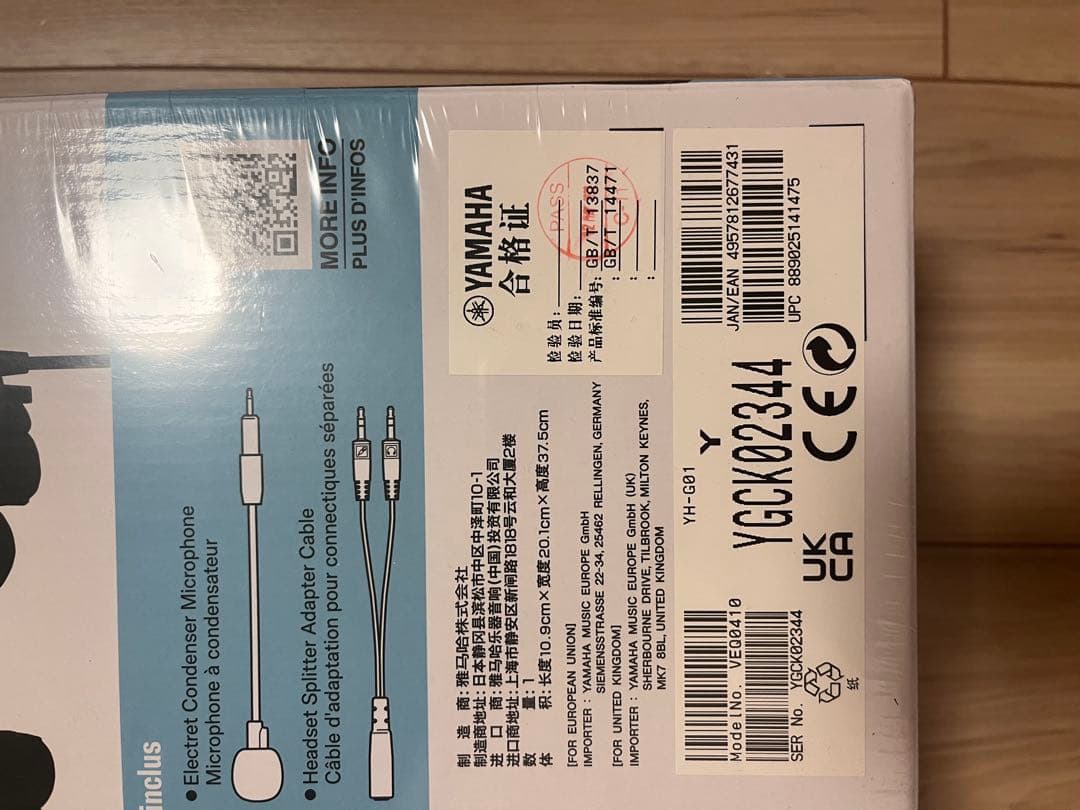 inclus
● Electret Condenser Microphone
Microphone à condensateur
● Headset Splitter Adapter Cable
Câble d'adaptation pour connectiques séparées
MORE INFO
PLUS D'INFOS
制 造 商: 雅马哈株式会社
制造商地址: 日本静冈县滨松市中区中泽町10-1
进 口 商: 雅马哈乐器音响(中国)投资有限公司
进口商地址: 上海市静安区新闸路1818号云和大厦2楼
数 量: 1
体 积: 长度10.9cm×宽度20.1cm×高度37.5cm
[FOR EUROPEAN UNION]
IMPORTER : YAMAHA MUSIC EUROPE GmbH
SIEMENSSTRASSE 22-34, 25462 RELLINGEN, GERMANY
[FOR UNITED KINGDOM]
IMPORTER : YAMAHA MUSIC EUROPE GmbH (UK)
SHERBOURNE DRIVE, TILBROOK, MILTON KEYNES,
MK7 8BL, UNITED KINGDOM
YAMAHA
合格证
检验员:
检验日期:
产品标准编号: GB/T 13837
: GB/T 14471
:
PASS
YH-G01
Y
YGCK02344
ModelNo. VEQ0410
SER No. YGCK02344
JAN/EAN 4957812677431
UPC 889025141475
UK
CA
CE
纸